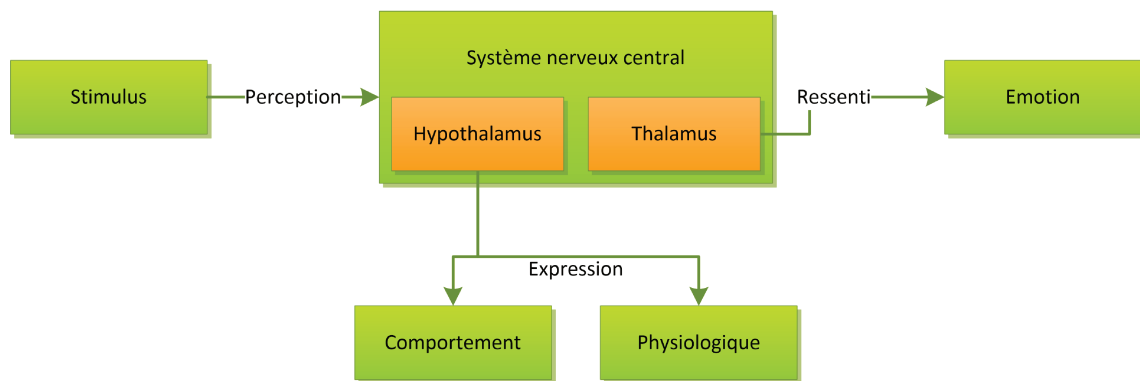 Système nerveux central
Stimulus
Perception
Ressenti
Emotion
Hypothalamus
Thalamus
Expression
Comportement
Physiologique